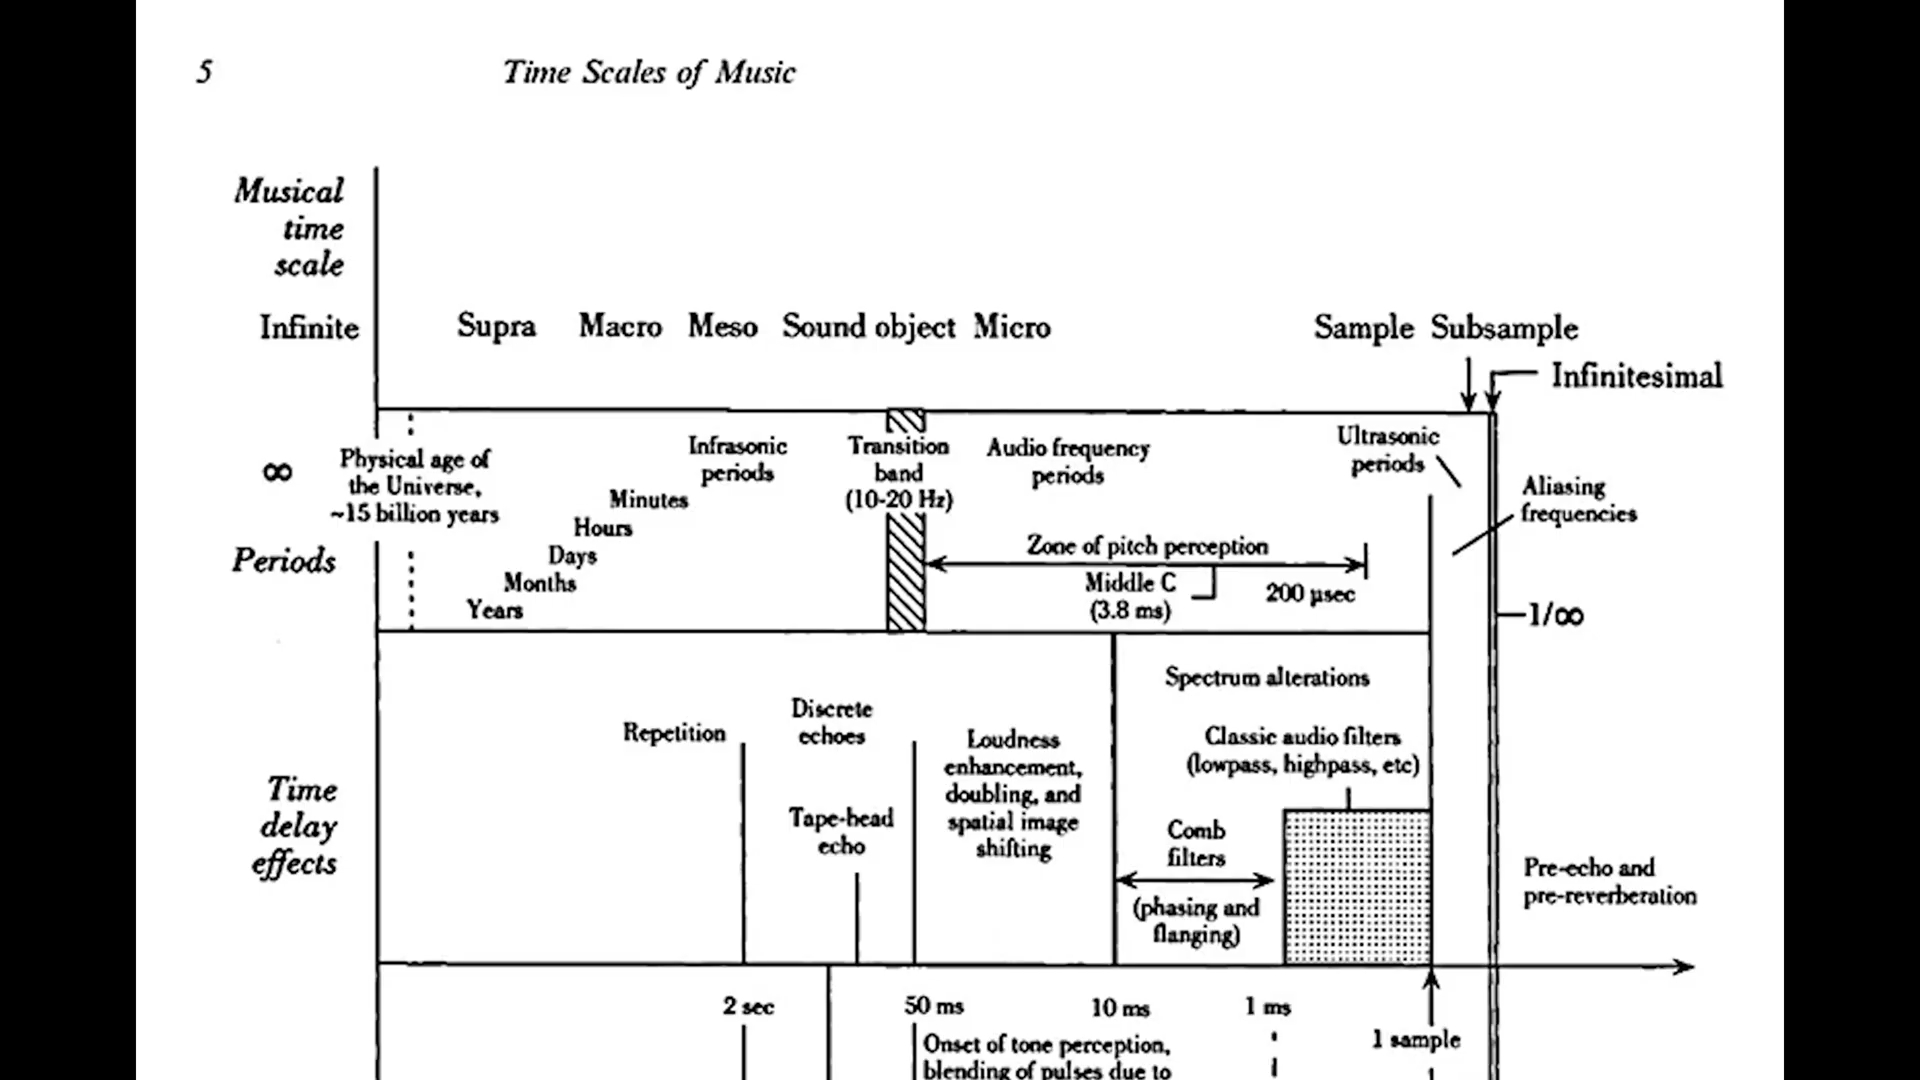 5 Time Scales of Music
Musical
time
scale
Infinite Supra Macro Meso Sound object Micro Sample Subsample
Infinitesimal
∞
Physical age of
the Universe,
~15 billion years
Infrasonic
periods
Transition
band
(10-20 Hz)
Audio frequency
periods
Ultrasonic
periods
Aliasing
frequencies
Minutes
Hours
Days
Months
Years
Periods
Zone of pitch perception
Middle C
(3.8 ms)
200 μsec
1/∞
Time
delay
effects
Repetition
Discrete
echoes
Tape-head
echo
Loudness
enhancement,
doubling, and
spatial image
shifting
Spectrum alterations
Classic audio filters
(lowpass, highpass, etc)
Comb
filters
(phasing and
flanging)
Pre-echo and
pre-reverberation
2 sec 50 ms 10 ms 1 ms
1 sample
Onset of tone perception,
blending of pulses due to